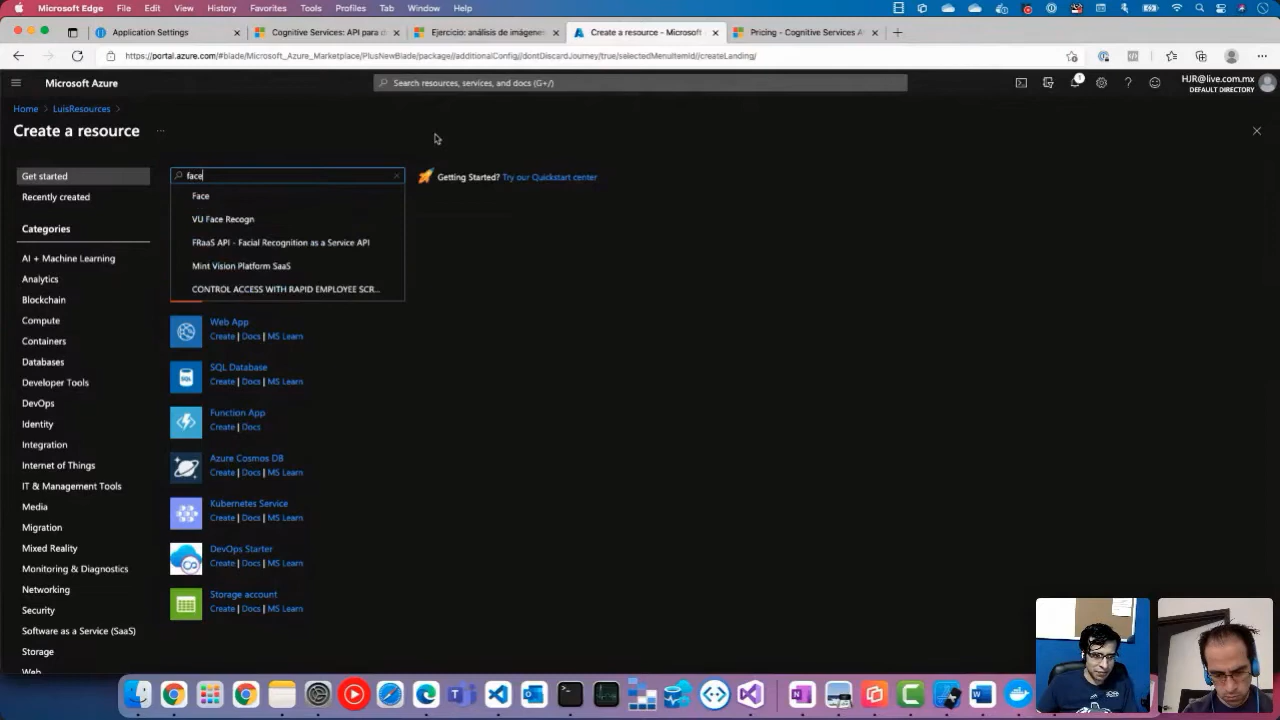 Microsoft Edge File Edit View History Favorites Tools Profiles Tab Window Help
Application Settings
Cognitive Services: API para d
Ejercicio: análisis de imágenes
Create a resource - Microsoft
Pricing - Cognitive Services A
https://portal.azure.com/#blade/Microsoft_Azure_Marketplace/PlusNewBlade/package//additionalConfig//dontDiscardJourney/true/selectedMenuItemId//createLanding/
Microsoft Azure
Search resources, services, and docs (G+/)
1
HJR@live.com.mx
DEFAULT DIRECTORY
Home > LuisResources >
Create a resource ...
Get started
Recently created
Categories
AI + Machine Learning
Analytics
Blockchain
Compute
Containers
Databases
Developer Tools
DevOps
Identity
Integration
Internet of Things
IT & Management Tools
Media
Migration
Mixed Reality
Monitoring & Diagnostics
Networking
Security
Software as a Service (SaaS)
Storage
Web
face
Face
VU Face Recogn
FRaaS API - Facial Recognition as a Service API
Mint Vision Platform SaaS
CONTROL ACCESS WITH RAPID EMPLOYEE SCR...
Getting Started? Try our Quickstart center
Web App
Create | Docs | MS Learn
SQL Database
Create | Docs | MS Learn
Function App
Create | Docs
Azure Cosmos DB
Create | Docs | MS Learn
Kubernetes Service
Create | Docs | MS Learn
DevOps Starter
Create | Docs | MS Learn
Storage account
Create | Docs | MS Learn